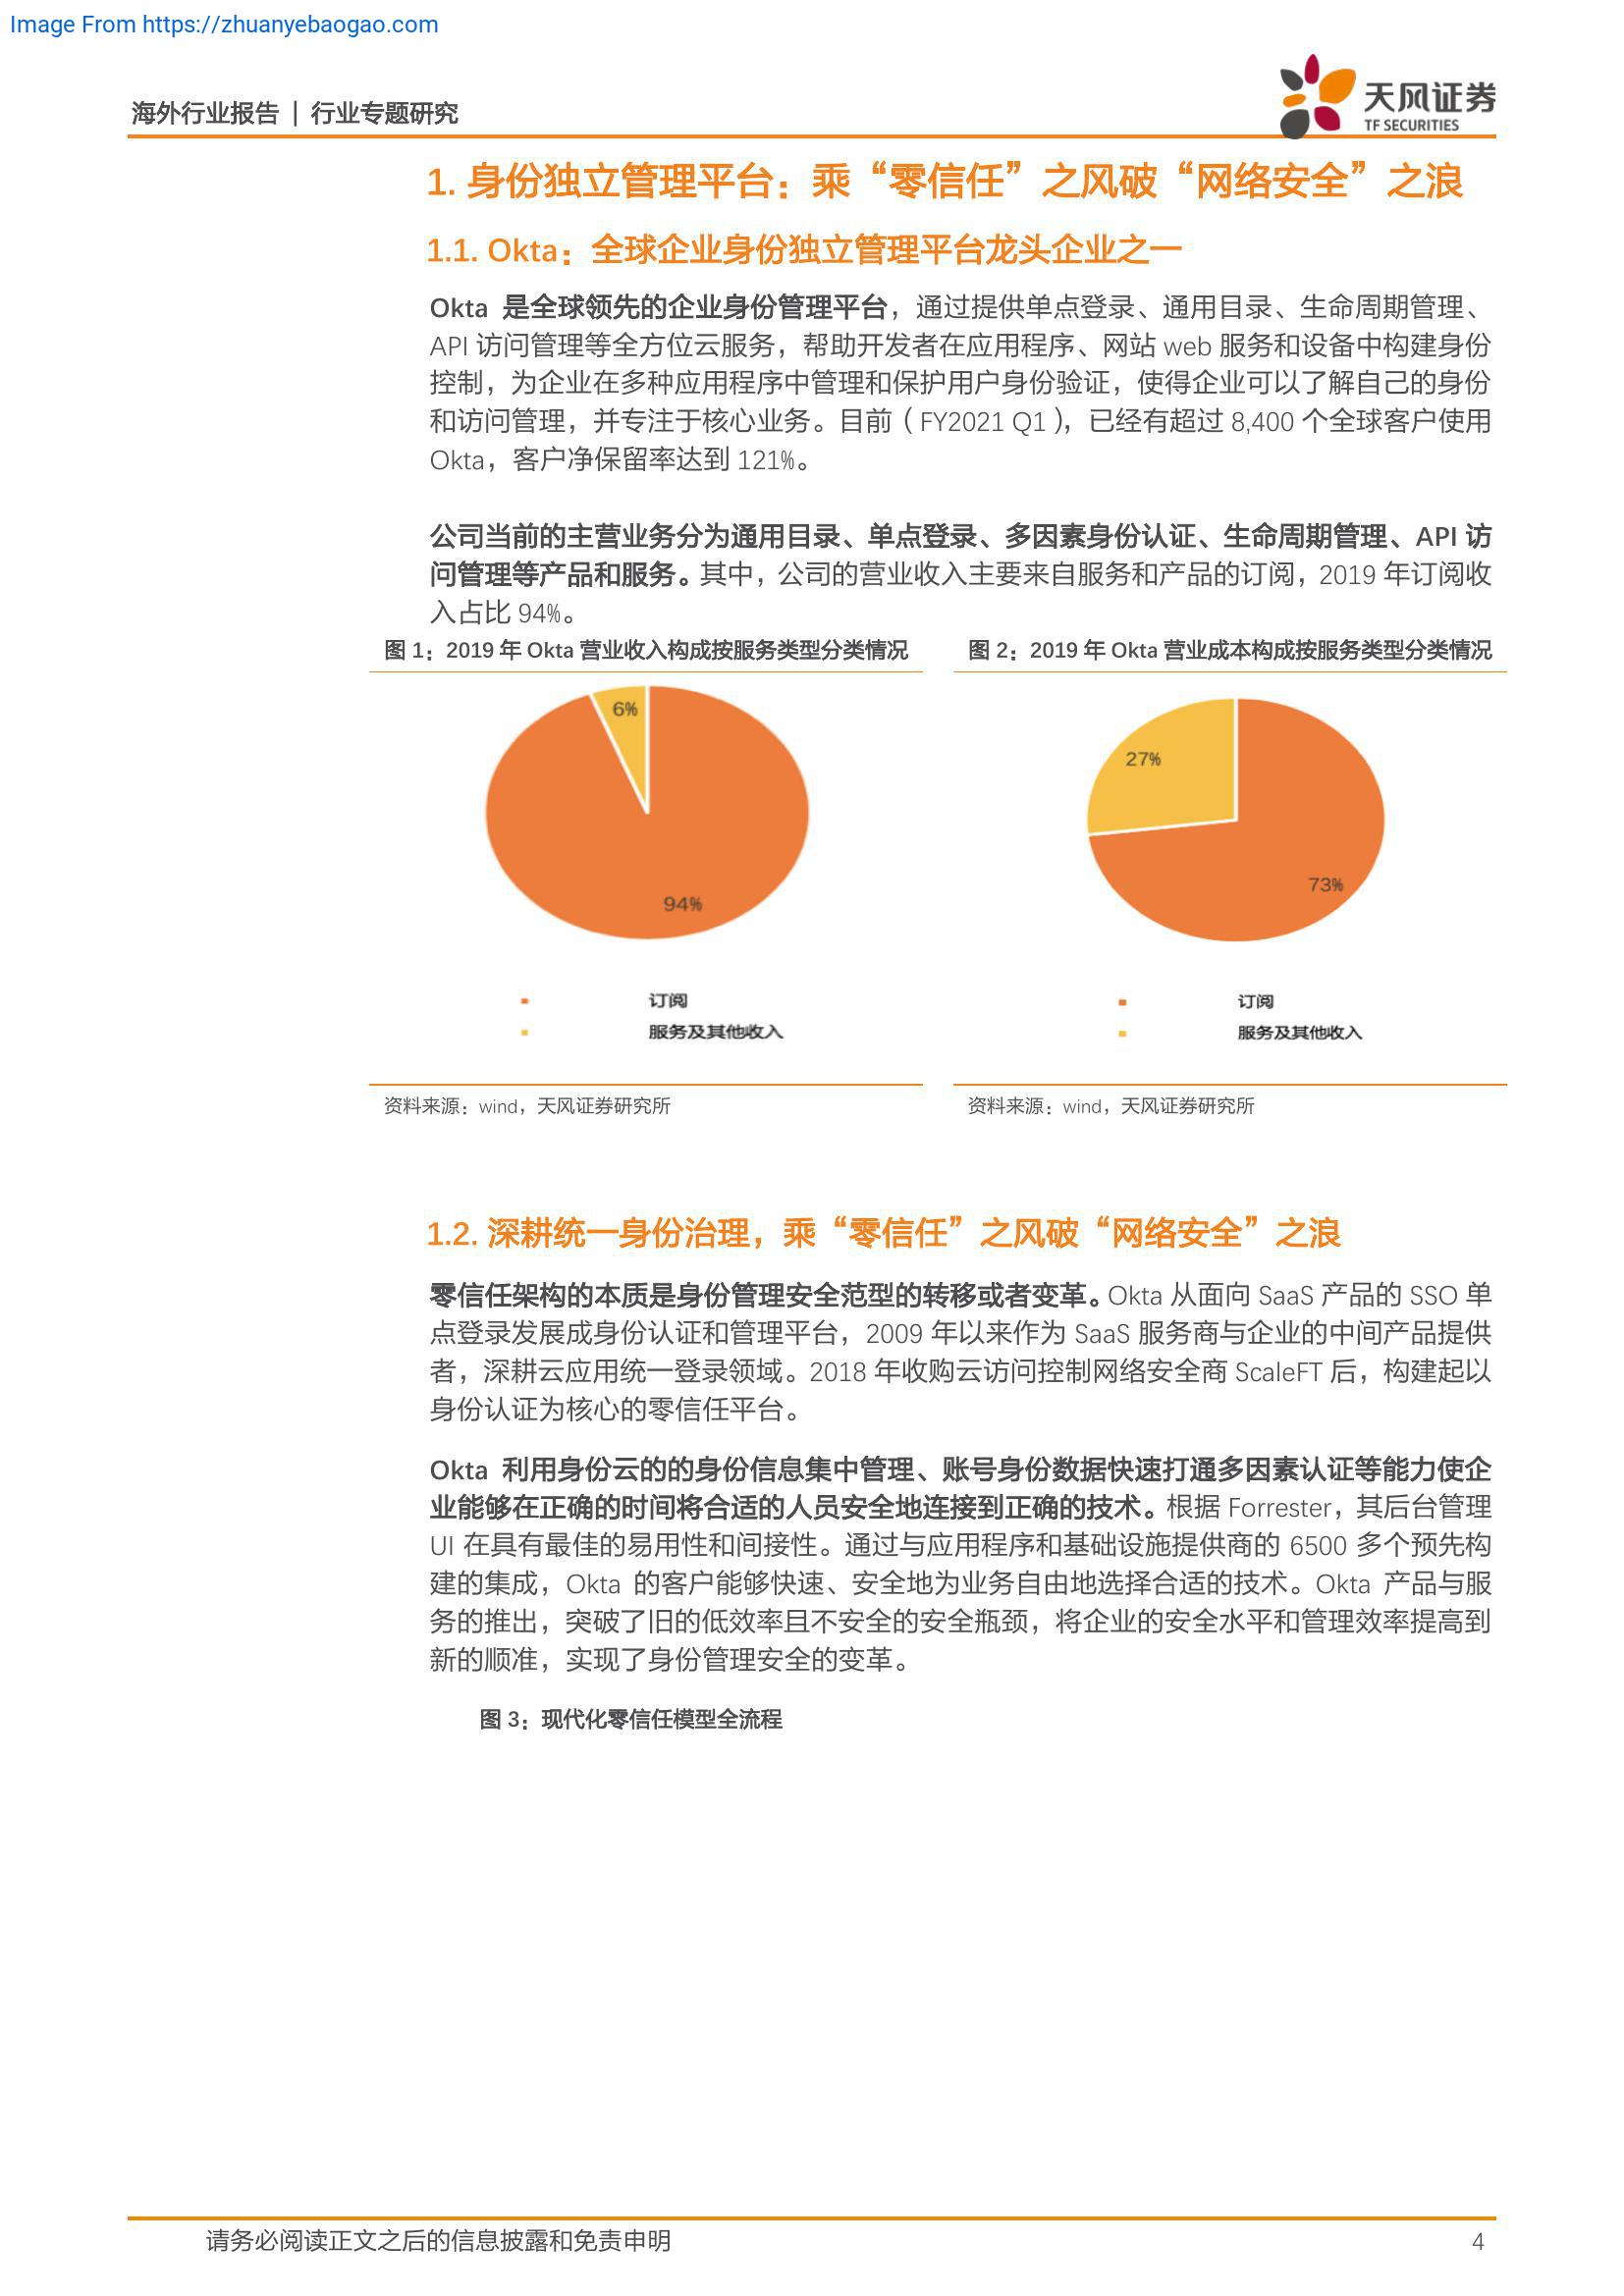 Image From https://zhuanyebaogao.com
海外行业报告 | 行业专题研究
天风证券
TF SECURITIES
1. 身份独立管理平台：乘“零信任”之风破“网络安全”之浪
1.1. Okta：全球企业身份独立管理平台龙头企业之一
Okta 是全球领先的企业身份管理平台，通过提供单点登录、通用目录、生命周期管理、
API 访问管理等全方位云服务，帮助开发者在应用程序、网站 web 服务和设备中构建身份
控制，为企业在多种应用程序中管理和保护用户身份验证，使得企业可以了解自己的身份
和访问管理，并专注于核心业务。目前（FY2021 Q1），已经有超过 8,400 个全球客户使用
Okta，客户净保留率达到 121%。
公司当前的主营业务分为通用目录、单点登录、多因素身份认证、生命周期管理、API 访
问管理等产品和服务。其中，公司的营业收入主要来自服务和产品的订阅，2019 年订阅收
入占比 94%。
图 1：2019 年 Okta 营业收入构成按服务类型分类情况
6%
94%
订阅
服务及其他收入
资料来源：wind，天风证券研究所
图 2：2019 年 Okta 营业成本构成按服务类型分类情况
27%
73%
订阅
服务及其他收入
资料来源：wind，天风证券研究所
1.2. 深耕统一身份治理，乘“零信任”之风破“网络安全”之浪
零信任架构的本质是身份管理安全范型的转移或者变革。Okta 从面向 SaaS 产品的 SSO 单
点登录发展成身份认证和管理平台，2009 年以来作为 SaaS 服务商与企业的中间产品提供
者，深耕云应用统一登录领域。2018 年收购云访问控制网络安全商 ScaleFT 后，构建起以
身份认证为核心的零信任平台。
Okta 利用身份云的的身份信息集中管理、账号身份数据快速打通多因素认证等能力使企
业能够在正确的时间将合适的人员安全地连接到正确的技术。根据 Forrester，其后台管理
UI 在具有最佳的易用性和间接性。通过与应用程序和基础设施提供商的 6500 多个预先构
建的集成，Okta 的客户能够快速、安全地为业务自由地选择合适的技术。Okta 产品与服
务的推出，突破了旧的低效率且不安全的安全瓶颈，将企业的安全水平和管理效率提高到
新的顺准，实现了身份管理安全的变革。
图 3：现代化零信任模型全流程
请务必阅读正文之后的信息披露和免责申明
4